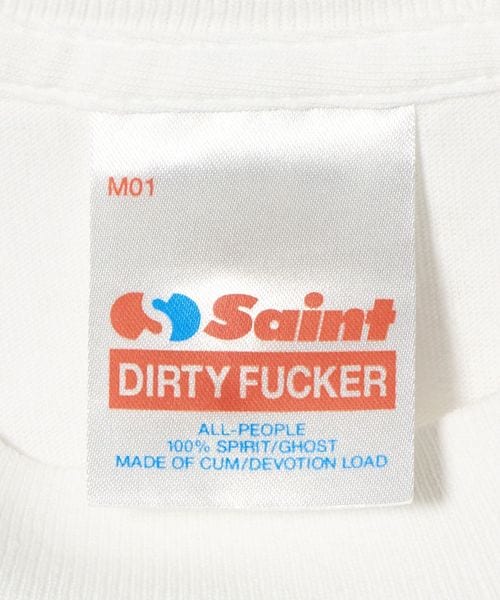 M01
Saint
DIRTY FUCKER
ALL-PEOPLE
100% SPIRIT/GHOST
MADE OF CUM/DEVOTION LOAD